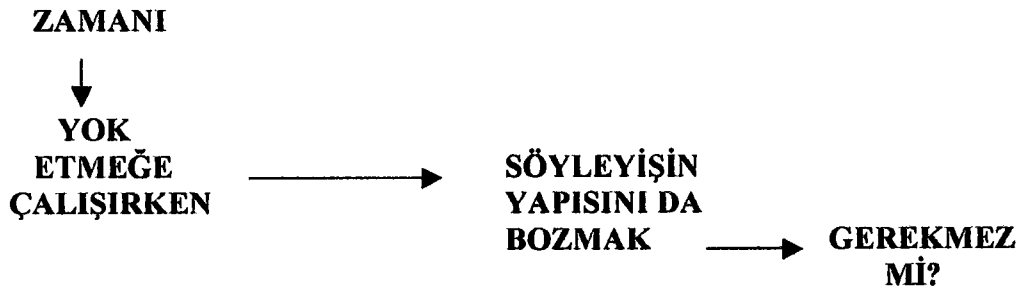 ZAMANI
YOK
ETMEĞE
ÇALIŞIRKEN
SÖYLEYİŞİN
YAPISINI DA
BOZMAK
GEREKMEZ
Mİ?